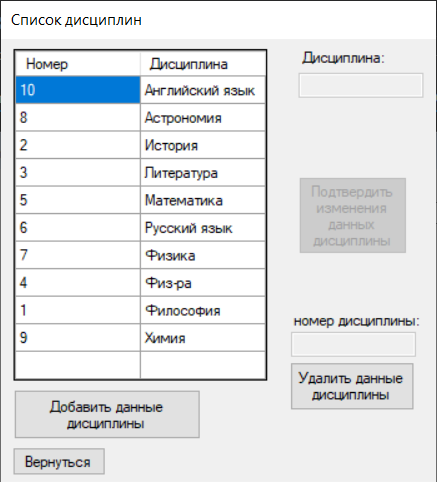 Список дисциплин
Номер Дисциплина
10 Английский язык
8 Астрономия
2 История
3 Литература
5 Математика
6 Русский язык
7 Физика
4 Физ-ра
1 Философия
9 Химия
Дисциплина:
Подтвердить
изменения
данных
дисциплины
номер дисциплины:
Удалить данные
дисциплины
Добавить данные
дисциплины
Вернуться